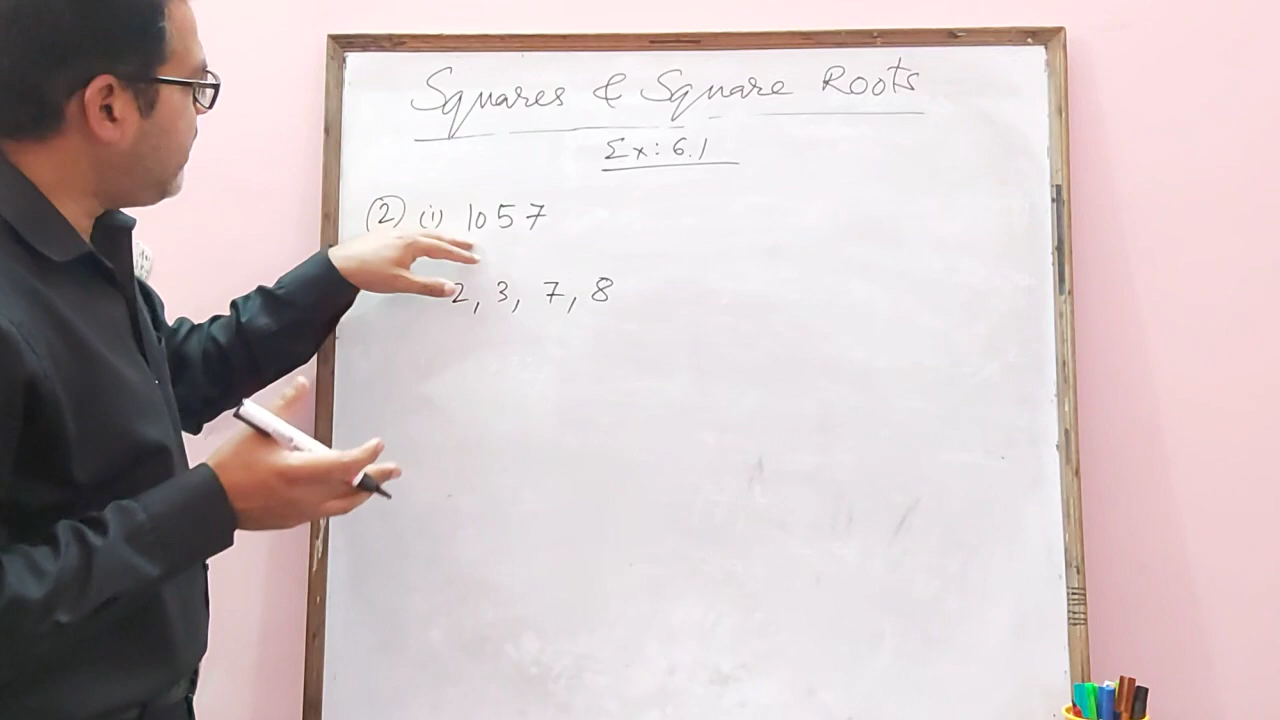 Squares & Square Roots
Ex: 6.1
(2) (i) 1057
2, 3, 7, 8